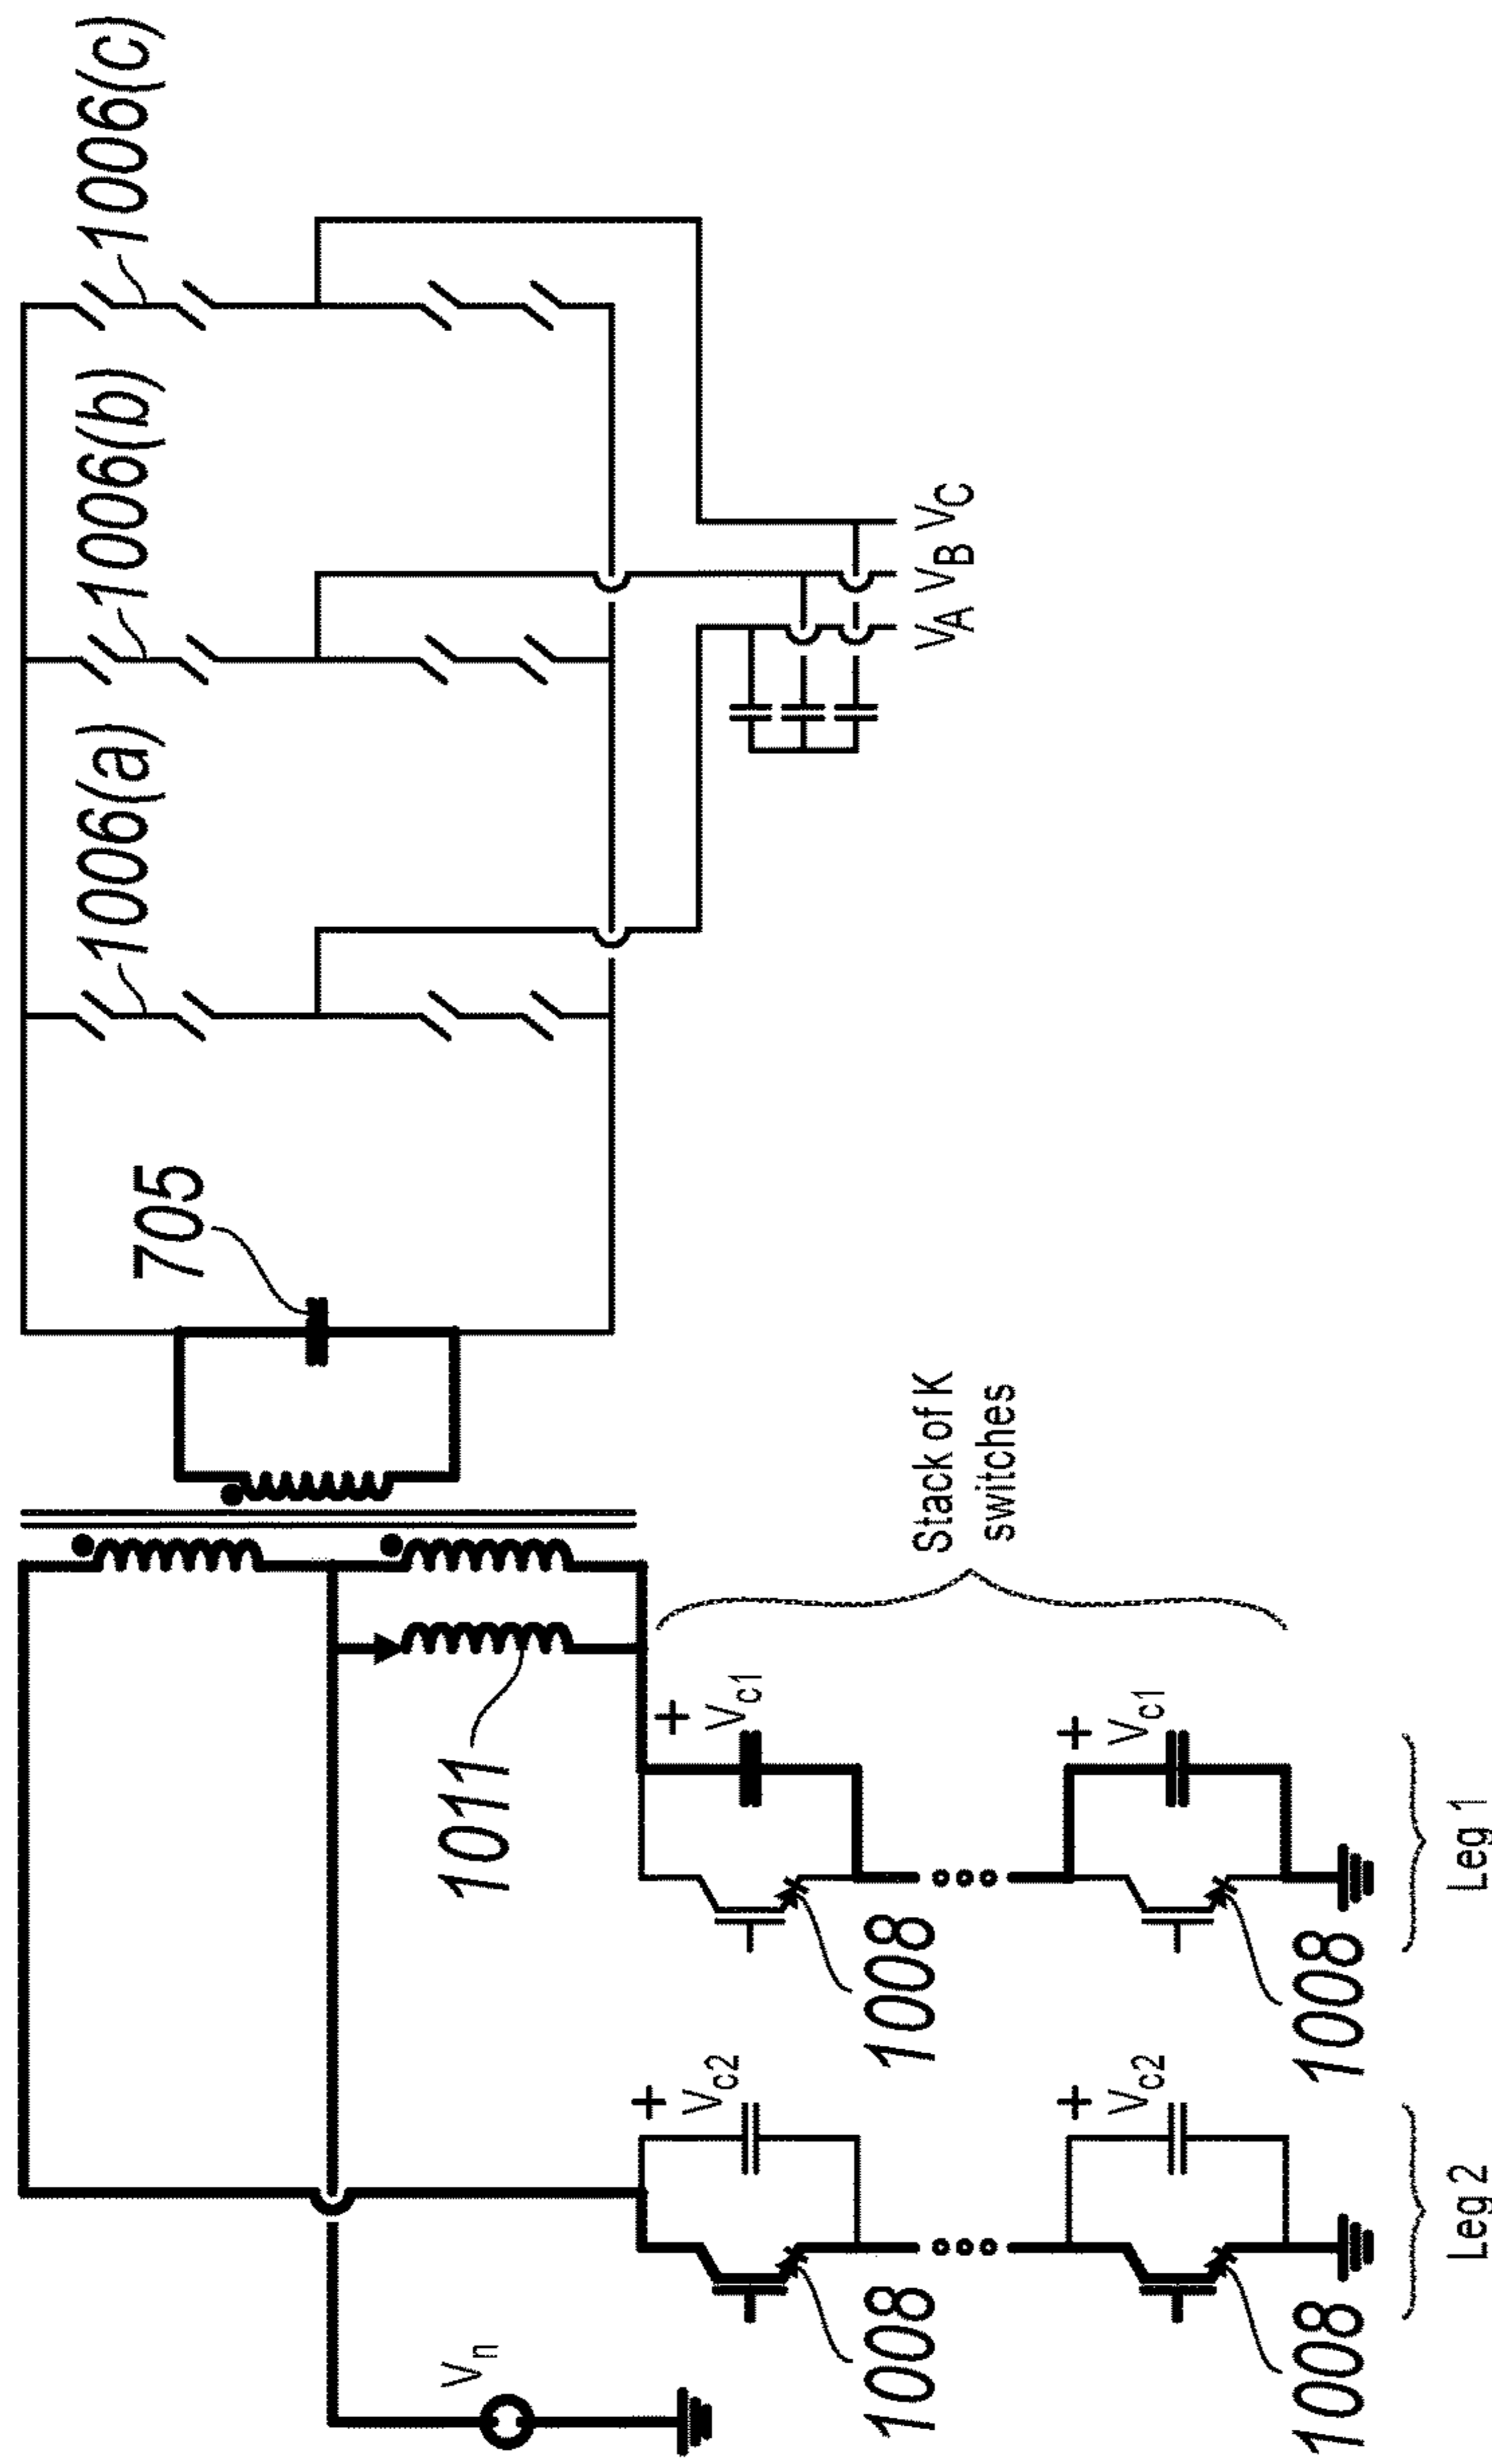 1006(a)
1006(b)
1006(c)
705
Vn
1011
+
+
Vc2
Vc1
1008
1008
Stack of K
switches
VA VB VC
+
+
Vc2
Vc1
1008
1008
Leg 2
Leg 1